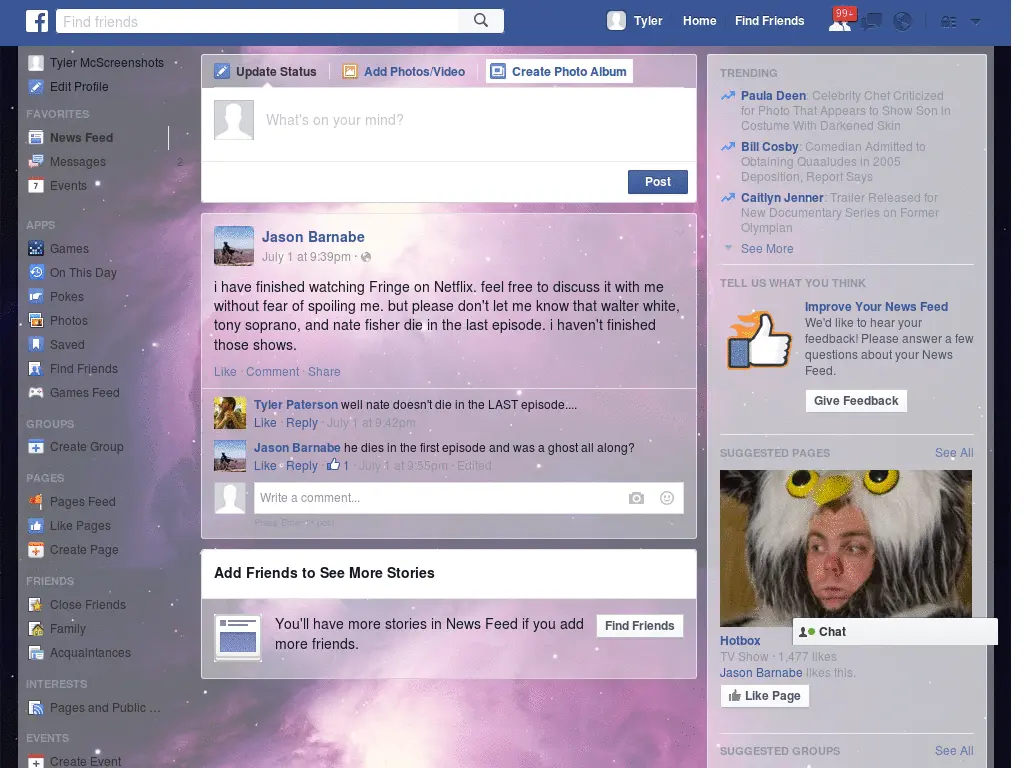 f
Find friends
Tyler
Home
Find Friends
99+
Tyler McScreenshots
Edit Profile
FAVORITES
News Feed
Messages
2
7
Events
APPS
Games
On This Day
Pokes
Photos
Saved
Find Friends
Games Feed
GROUPS
Create Group
PAGES
Pages Feed
Like Pages
Create Page
FRIENDS
Close Friends
Family
Acquaintances
INTERESTS
Pages and Public ...
EVENTS
Create Event
Update Status
Add Photos/Video
Create Photo Album
What's on your mind?
Post
Jason Barnabe
July 1 at 9:39pm ·
i have finished watching Fringe on Netflix. feel free to discuss it with me
without fear of spoiling me. but please don't let me know that walter white,
tony soprano, and nate fisher die in the last episode. i haven't finished
those shows.
Like · Comment · Share
Tyler Paterson well nate doesn't die in the LAST episode....
Like · Reply · July 1 at 9:42pm
Jason Barnabe he dies in the first episode and was a ghost all along?
Like · Reply · 1 · July 1 at 9:55pm · Edited
Write a comment...
Press Enter to post.
Add Friends to See More Stories
You'll have more stories in News Feed if you add
more friends.
Find Friends
TRENDING
Paula Deen: Celebrity Chef Criticized
for Photo That Appears to Show Son in
Costume With Darkened Skin
Bill Cosby: Comedian Admitted to
Obtaining Quaaludes in 2005
Deposition, Report Says
Caitlyn Jenner: Trailer Released for
New Documentary Series on Former
Olympian
See More
TELL US WHAT YOU THINK
Improve Your News Feed
We'd like to hear your
feedback! Please answer a few
questions about your News
Feed.
Give Feedback
SUGGESTED PAGES
See All
Chat
Hotbox
TV Show · 1,477 likes
Jason Barnabe likes this.
Like Page
SUGGESTED GROUPS
See All